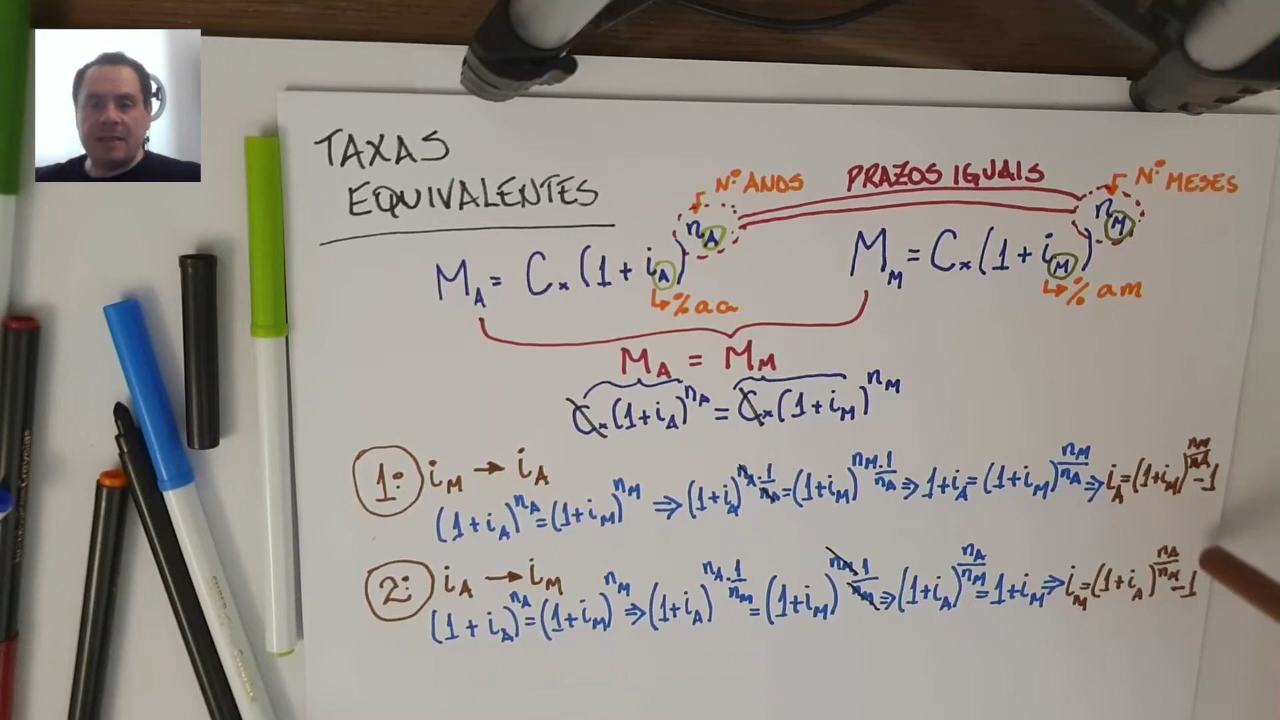 TAXAS
EQUIVALENTES
Nº ANOS
PRAZOS IGUAIS
Nº MESES
M_A = C × (1 + i_A)^n_A
M_M = C × (1 + i_M)^n_M
↳ % aa
↳ % am
M_A = M_M
C × (1 + i_A)^n_A = C × (1 + i_M)^n_M
1: i_M → i_A
(1 + i_A)^n_A = (1 + i_M)^n_M ⇒ (1 + i_A)^(n_A · 1/n_A) = (1 + i_M)^(n_M · 1/n_A) ⇒ 1 + i_A = (1 + i_M)^(n_M/n_A) ⇒ i_A = (1 + i_M)^(n_M/n_A) - 1
2: i_A → i_M
(1 + i_A)^n_A = (1 + i_M)^n_M ⇒ (1 + i_A)^(n_A · 1/n_M) = (1 + i_M)^(n_M · 1/n_M) ⇒ (1 + i_A)^(n_A/n_M) = 1 + i_M ⇒ i_M = (1 + i_A)^(n_A/n_M) - 1